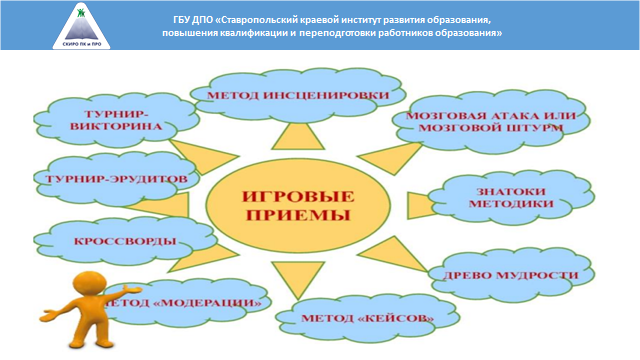 ГБУ ДПО «Ставропольский краевой институт развития образования,
повышения квалификации и переподготовки работников образования»
СКИРО ПК и ПРО
МЕТОД ИНСЦЕНИРОВКИ
ТУРНИР-
ВИКТОРИНА
МОЗГОВАЯ АТАКА ИЛИ
МОЗГОВОЙ ШТУРМ
ТУРНИР-ЭРУДИТОВ
ИГРОВЫЕ
ПРИЕМЫ
ЗНАТОКИ
МЕТОДИКИ
КРОССВОРДЫ
ДРЕВО МУДРОСТИ
МЕТОД «МОДЕРАЦИИ»
МЕТОД «КЕЙСОВ»